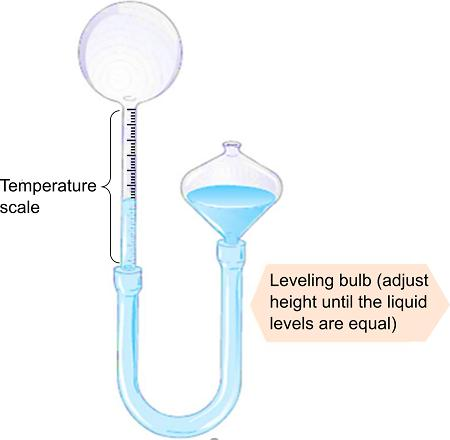 Temperature
scale
Leveling bulb (adjust
height until the liquid
levels are equal)